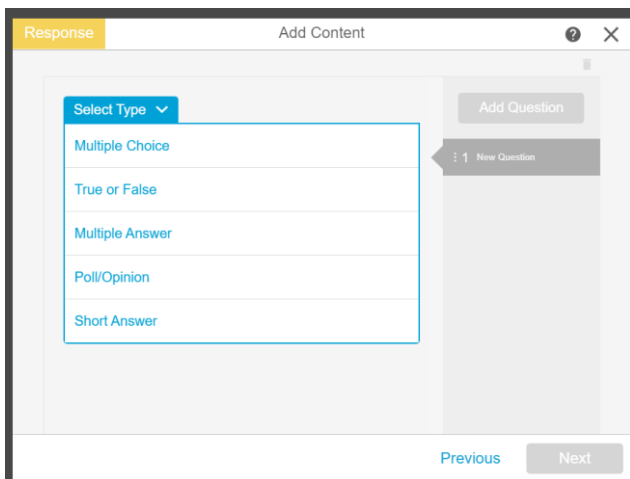 Response
Add Content
Select Type
Add Question
Multiple Choice
1 New Question
True or False
Multiple Answer
Poll/Opinion
Short Answer
Previous
Next